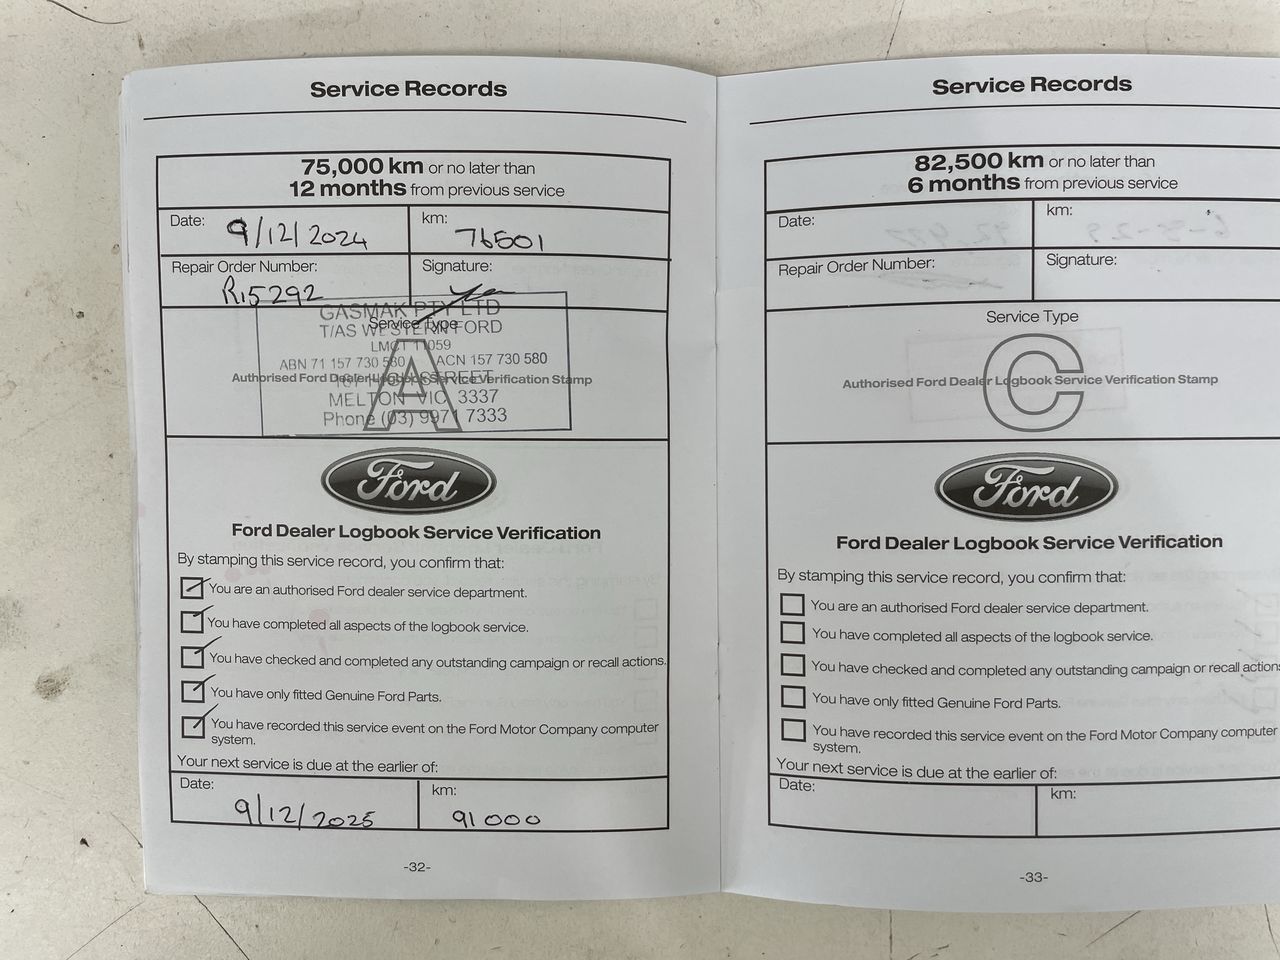 Service Records
75,000 km or no later than
12 months from previous service
Date: 9/12/2024
km: 76501
Repair Order Number: R15292
Signature:
GASMAK PTY LTD
Service Type
T/AS WESTERN FORD
LMCT 11059
ABN 71 157 730 580 ACN 157 730 580
A
Authorised Ford Dealer Logbook Service Verification Stamp
STREET
MELTON VIC 3337
Phone (03) 9971 7333
Ford
Ford Dealer Logbook Service Verification
By stamping this service record, you confirm that:
You are an authorised Ford dealer service department.
You have completed all aspects of the logbook service.
You have checked and completed any outstanding campaign or recall actions.
You have only fitted Genuine Ford Parts.
You have recorded this service event on the Ford Motor Company computer
system.
Your next service is due at the earlier of:
Date: 9/12/2025
km: 91000
-32-
Service Records
82,500 km or no later than
6 months from previous service
Date:
km:
Repair Order Number:
Signature:
Service Type
C
Authorised Ford Dealer Logbook Service Verification Stamp
Ford
Ford Dealer Logbook Service Verification
By stamping this service record, you confirm that:
You are an authorised Ford dealer service department.
You have completed all aspects of the logbook service.
You have checked and completed any outstanding campaign or recall actions
You have only fitted Genuine Ford Parts.
You have recorded this service event on the Ford Motor Company computer
system.
Your next service is due at the earlier of:
Date:
km:
-33-